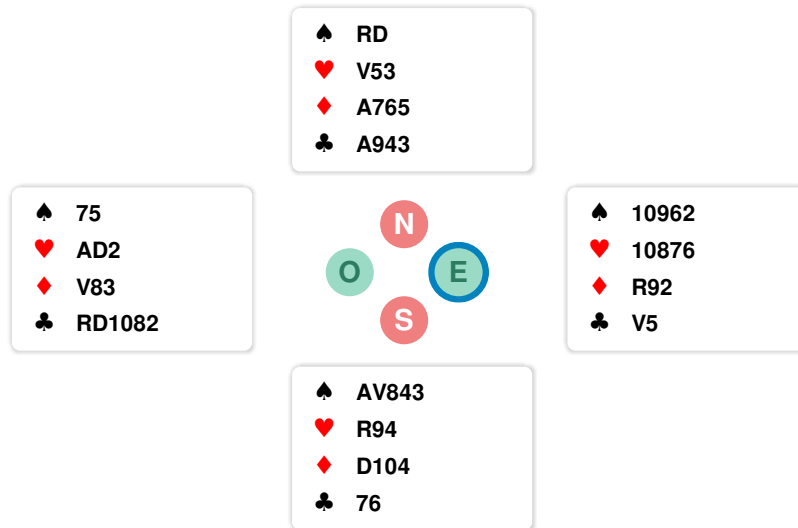 ♠ RD
♥ V53
♦ A765
♣ A943
♠ 75
♥ AD2
♦ V83
♣ RD1082
N
O
E
S
♠ 10962
♥ 10876
♦ R92
♣ V5
♠ AV843
♥ R94
♦ D104
♣ 76